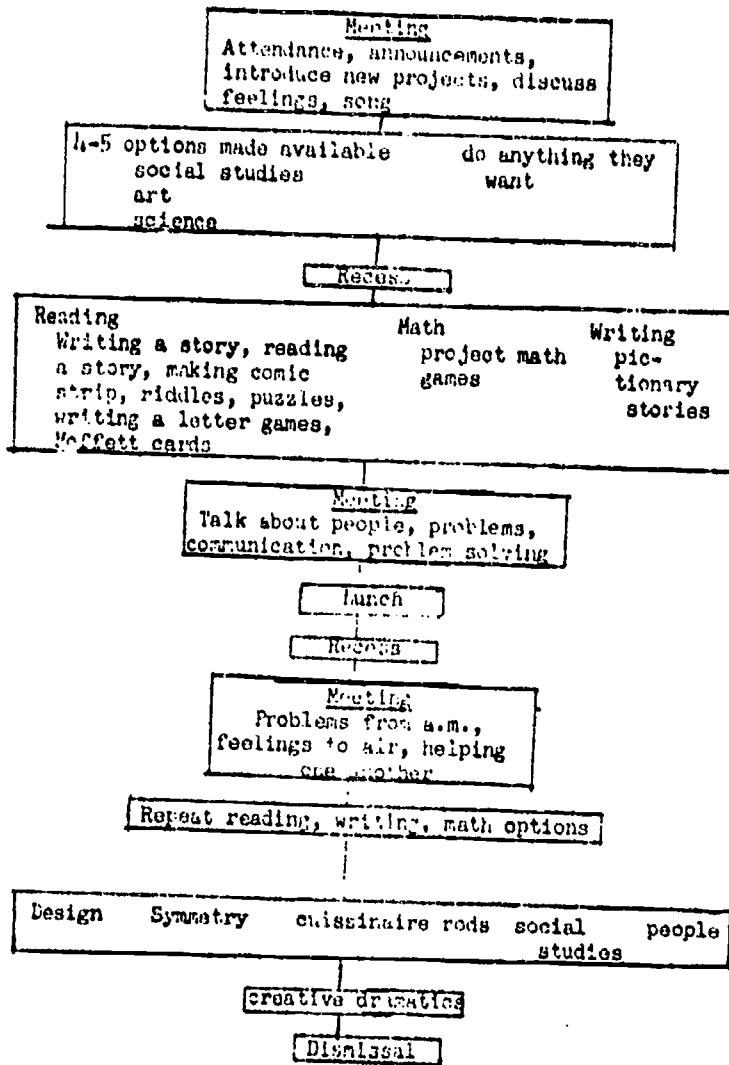 Meeting
Attendance, announcements,
introduce new projects, discuss
feelings, song
4-5 options made available do anything they
social studies want
art
science
Recess
Reading Math Writing
Writing a story, reading project math pic-
a story, making comic games tionary
strip, riddles, puzzles, stories
writing a letter games,
Moffett cards
Meeting
Talk about people, problems,
communication, problem solving
Lunch
Recess
Meeting
Problems from a.m.,
feelings to air, helping
one another
Repeat reading, writing, math options
Design Symmetry cuissinaire rods social people
studies
creative dramatics
Dismissal